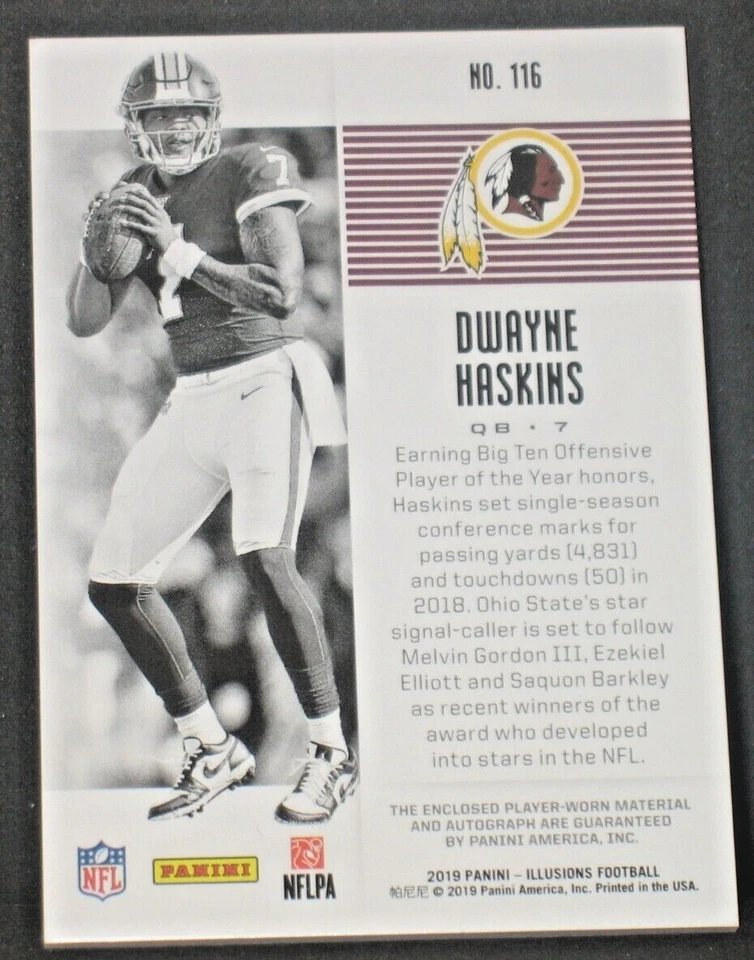 NO. 116
7
7
DWAYNE
HASKINS
QB • 7
Earning Big Ten Offensive
Player of the Year honors,
Haskins set single-season
conference marks for
passing yards (4,831)
and touchdowns (50) in
2018. Ohio State's star
signal-caller is set to follow
Melvin Gordon III, Ezekiel
Elliott and Saquon Barkley
as recent winners of the
award who developed
into stars in the NFL.
THE ENCLOSED PLAYER-WORN MATERIAL
AND AUTOGRAPH ARE GUARANTEED
BY PANINI AMERICA, INC.
NFL
PANINI
NFLPA
2019 PANINI – ILLUSIONS FOOTBALL
帕尼尼 © 2019 Panini America, Inc. Printed in the USA.